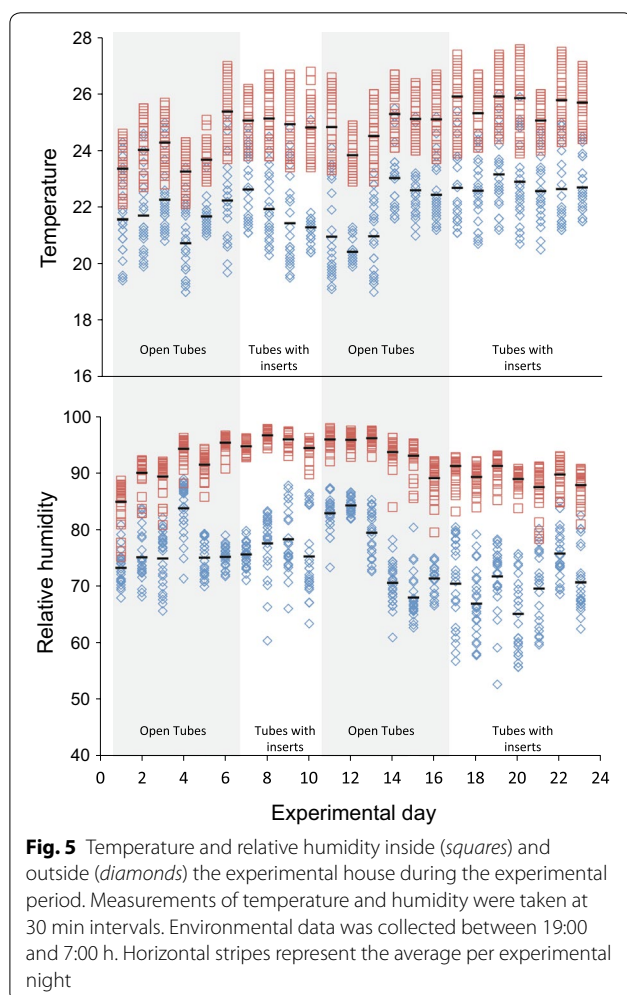 28
26
24
22
20
18
16
Temperature
Open Tubes
Tubes with
inserts
Open Tubes
Tubes with
inserts
100
90
80
70
60
50
40
Relative humidity
Open Tubes
Tubes with
inserts
Open Tubes
Tubes with
inserts
0 2 4 6 8 10 12 14 16 18 20 22 24
Experimental day
Fig. 5 Temperature and relative humidity inside (squares) and
outside (diamonds) the experimental house during the experimental
period. Measurements of temperature and humidity were taken at
30 min intervals. Environmental data was collected between 19:00
and 7:00 h. Horizontal stripes represent the average per experimental
night